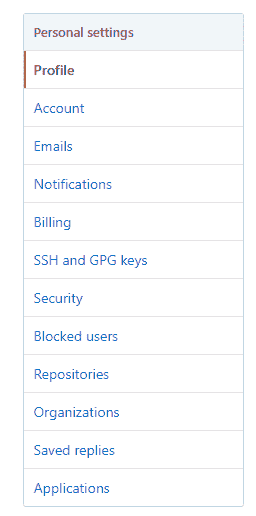 Personal settings
Profile
Account
Emails
Notifications
Billing
SSH and GPG keys
Security
Blocked users
Repositories
Organizations
Saved replies
Applications